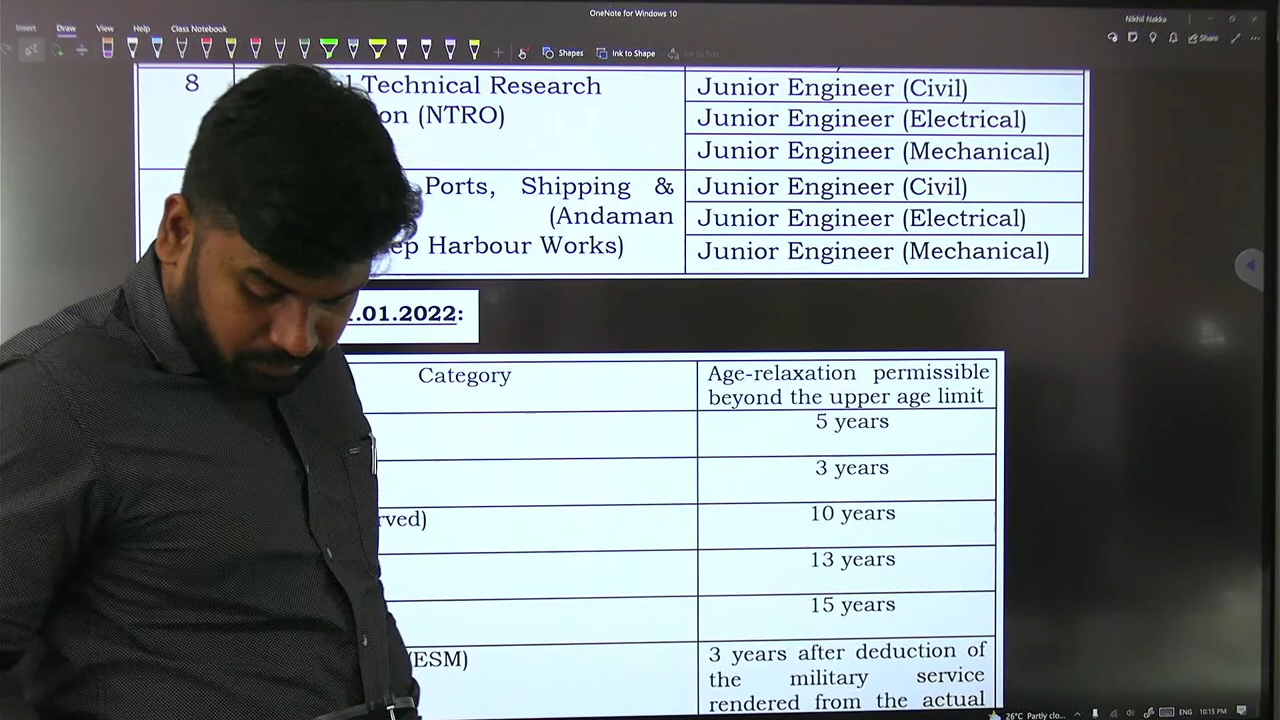 OneNote for Windows 10
Nikhil Nakka
Insert Draw View Help Class Notebook
Shapes Ink to Shape Ink to Text Share
8 Technical Research
on (NTRO)
Junior Engineer (Civil)
Junior Engineer (Electrical)
Junior Engineer (Mechanical)
Ports, Shipping &
(Andaman
ep Harbour Works)
Junior Engineer (Civil)
Junior Engineer (Electrical)
Junior Engineer (Mechanical)
.01.2022:
Category
Age-relaxation permissible
beyond the upper age limit
5 years
3 years
rved)
10 years
13 years
15 years
(ESM)
3 years after deduction of
the military service
rendered from the actual
26°C Partly clo...
ENG 10:15 PM